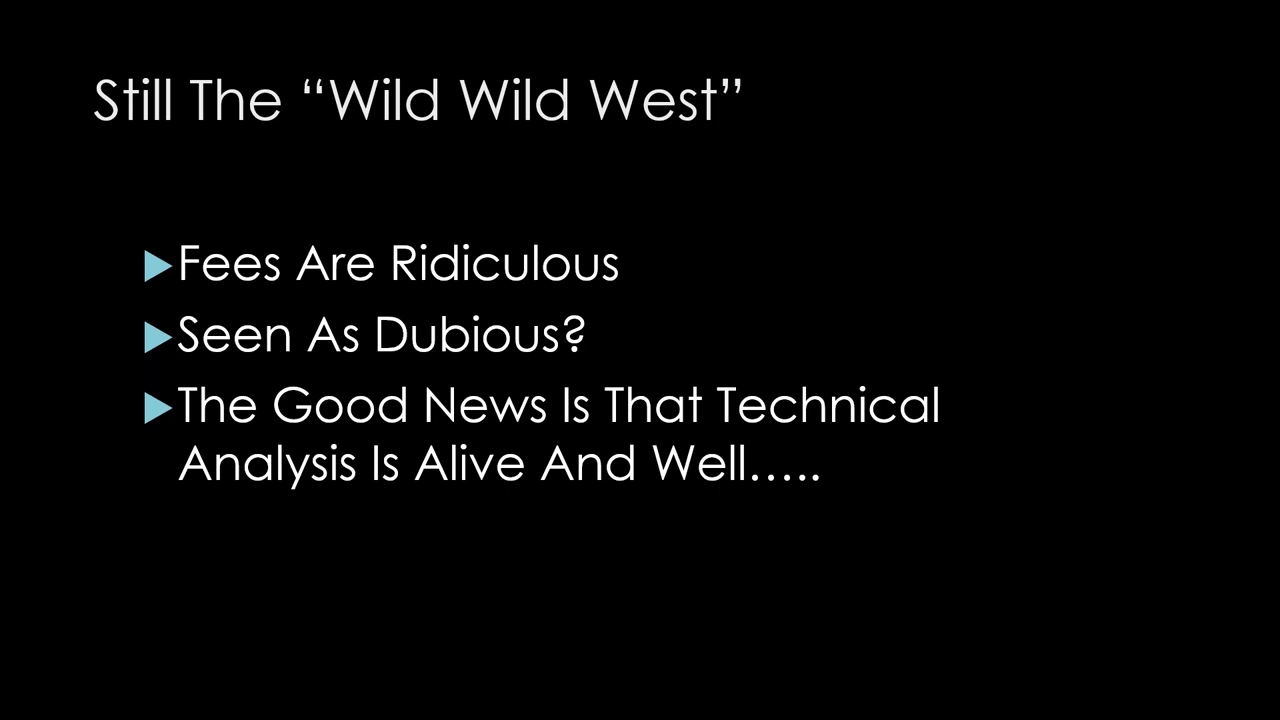 Still The “Wild Wild West”
Fees Are Ridiculous
Seen As Dubious?
The Good News Is That Technical
Analysis Is Alive And Well…..